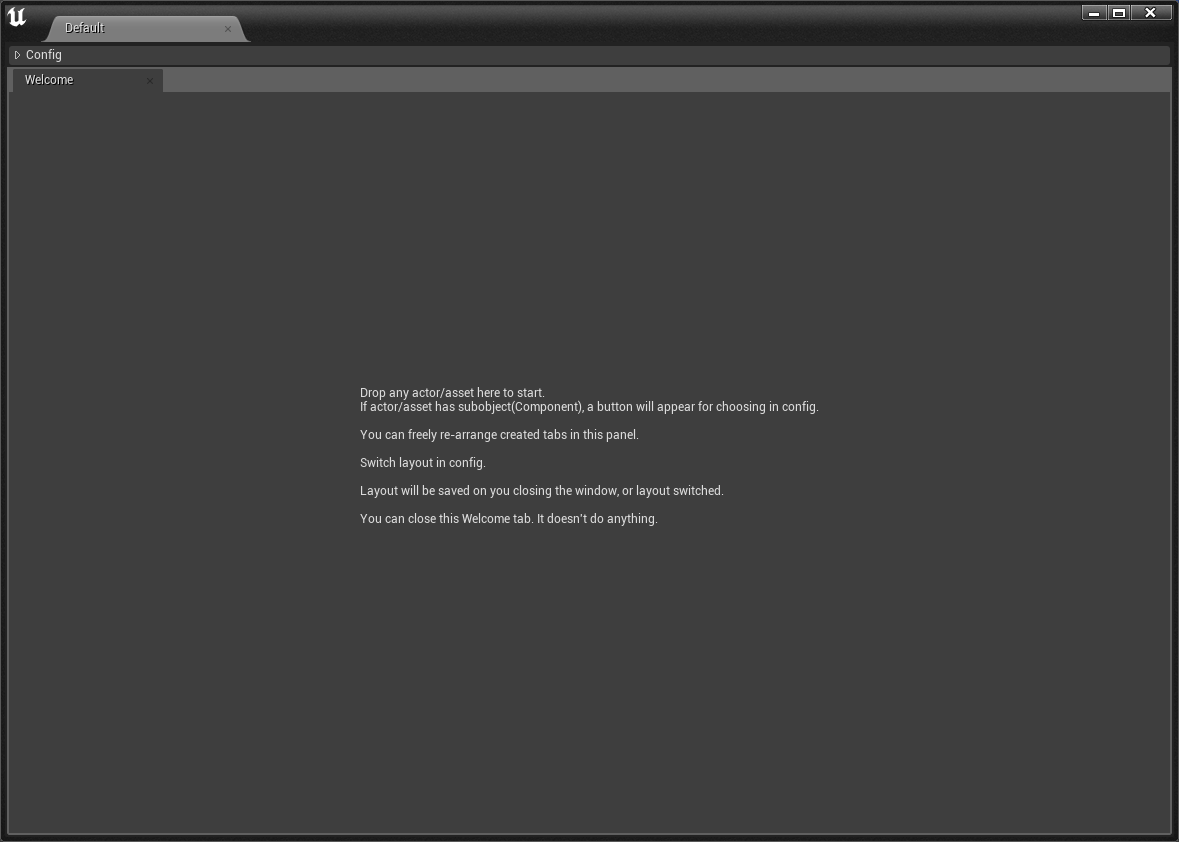 Default
Config
Welcome
Drop any actor/asset here to start.
If actor/asset has subobject(Component), a button will appear for choosing in config.
You can freely re-arrange created tabs in this panel.
Switch layout in config.
Layout will be saved on you closing the window, or layout switched.
You can close this Welcome tab. It doesn't do anything.